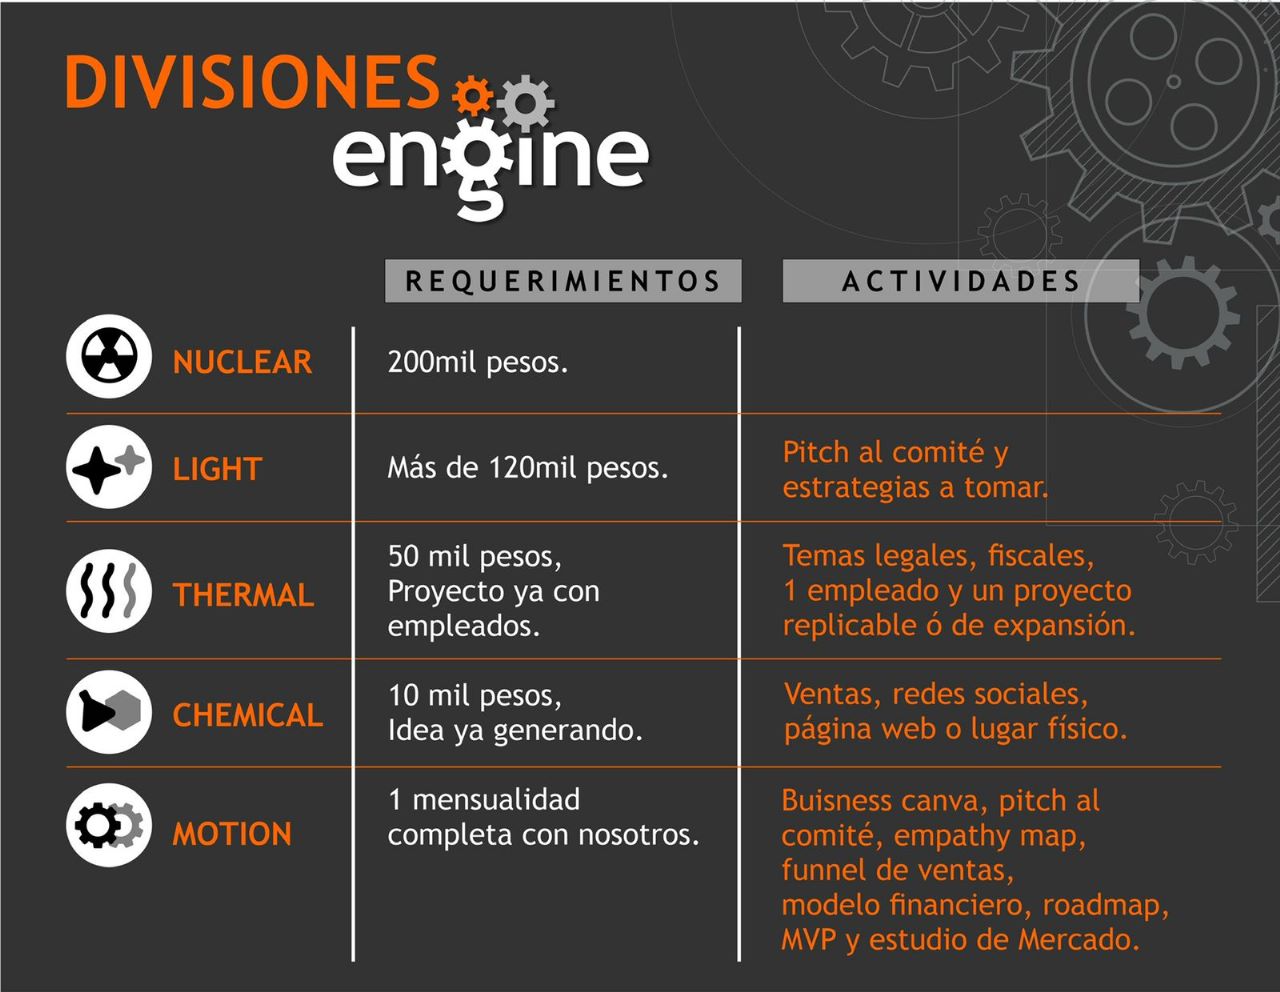 DIVISIONES
engine
REQUERIMIENTOS
ACTIVIDADES
NUCLEAR
200mil pesos.
LIGHT
Más de 120mil pesos.
Pitch al comité y
estrategias a tomar.
THERMAL
50 mil pesos,
Proyecto ya con
empleados.
Temas legales, fiscales,
1 empleado y un proyecto
replicable ó de expansión.
CHEMICAL
10 mil pesos,
Idea ya generando.
Ventas, redes sociales,
página web o lugar físico.
MOTION
1 mensualidad
completa con nosotros.
Buisness canva, pitch al
comité, empathy map,
funnel de ventas,
modelo financiero, roadmap,
MVP y estudio de Mercado.